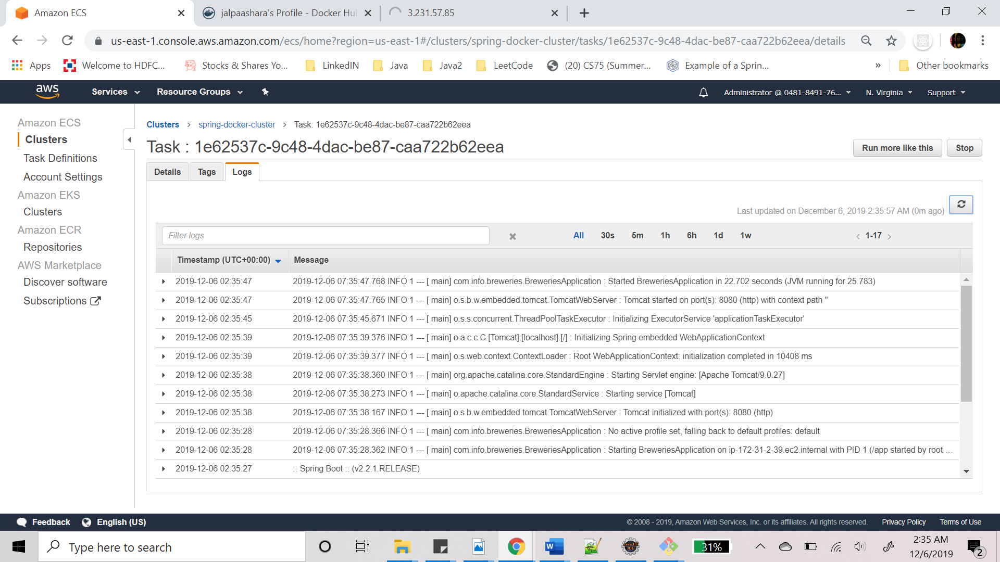 Amazon ECS
jalpaashara's Profile - Docker Hu
3.231.57.85
us-east-1.console.aws.amazon.com/ecs/home?region=us-east-1#/clusters/spring-docker-cluster/tasks/1e62537c-9c48-4dac-be87-caa722b62eea/details
Apps
Welcome to HDFC...
Stocks & Shares Yo...
LinkedIN
Java
Java2
LeetCode
(20) CS75 (Summer...
Example of a Sprin...
»
Other bookmarks
aws
Services
Resource Groups
Administrator @ 0481-8491-76...
N. Virginia
Support
Amazon ECS
Clusters
Task Definitions
Account Settings
Amazon EKS
Clusters
Amazon ECR
Repositories
AWS Marketplace
Discover software
Subscriptions
Clusters > spring-docker-cluster > Task: 1e62537c-9c48-4dac-be87-caa722b62eea
Task : 1e62537c-9c48-4dac-be87-caa722b62eea
Run more like this
Stop
Details
Tags
Logs
Last updated on December 6, 2019 2:35:57 AM (0m ago)
Filter logs
All 30s 5m 1h 6h 1d 1w
< 1-17 >
Timestamp (UTC+00:00) Message
2019-12-06 02:35:47 2019-12-06 07:35:47.768 INFO 1 --- [ main] com.info.breweries.BreweriesApplication : Started BreweriesApplication in 22.702 seconds (JVM running for 25.783)
2019-12-06 02:35:47 2019-12-06 07:35:47.765 INFO 1 --- [ main] o.s.b.w.embedded.tomcat.TomcatWebServer : Tomcat started on port(s): 8080 (http) with context path ''
2019-12-06 02:35:45 2019-12-06 07:35:45.671 INFO 1 --- [ main] o.s.s.concurrent.ThreadPoolTaskExecutor : Initializing ExecutorService 'applicationTaskExecutor'
2019-12-06 02:35:39 2019-12-06 07:35:39.376 INFO 1 --- [ main] o.a.c.c.C.[Tomcat].[localhost].[/] : Initializing Spring embedded WebApplicationContext
2019-12-06 02:35:39 2019-12-06 07:35:39.377 INFO 1 --- [ main] o.s.web.context.ContextLoader : Root WebApplicationContext: initialization completed in 10408 ms
2019-12-06 02:35:38 2019-12-06 07:35:38.360 INFO 1 --- [ main] org.apache.catalina.core.StandardEngine : Starting Servlet engine: [Apache Tomcat/9.0.27]
2019-12-06 02:35:38 2019-12-06 07:35:38.273 INFO 1 --- [ main] o.apache.catalina.core.StandardService : Starting service [Tomcat]
2019-12-06 02:35:38 2019-12-06 07:35:38.167 INFO 1 --- [ main] o.s.b.w.embedded.tomcat.TomcatWebServer : Tomcat initialized with port(s): 8080 (http)
2019-12-06 02:35:28 2019-12-06 07:35:28.366 INFO 1 --- [ main] com.info.breweries.BreweriesApplication : No active profile set, falling back to default profiles: default
2019-12-06 02:35:28 2019-12-06 07:35:28.362 INFO 1 --- [ main] com.info.breweries.BreweriesApplication : Starting BreweriesApplication on ip-172-31-2-39.ec2.internal with PID 1 (/app started by root ...
2019-12-06 02:35:27 :: Spring Boot :: (v2.2.1.RELEASE)
Feedback
English (US)
© 2008 - 2019, Amazon Web Services, Inc. or its affiliates. All rights reserved.
Privacy Policy
Terms of Use
Type here to search
W
Java EE
IDE
31%
2:35 AM
12/6/2019
2